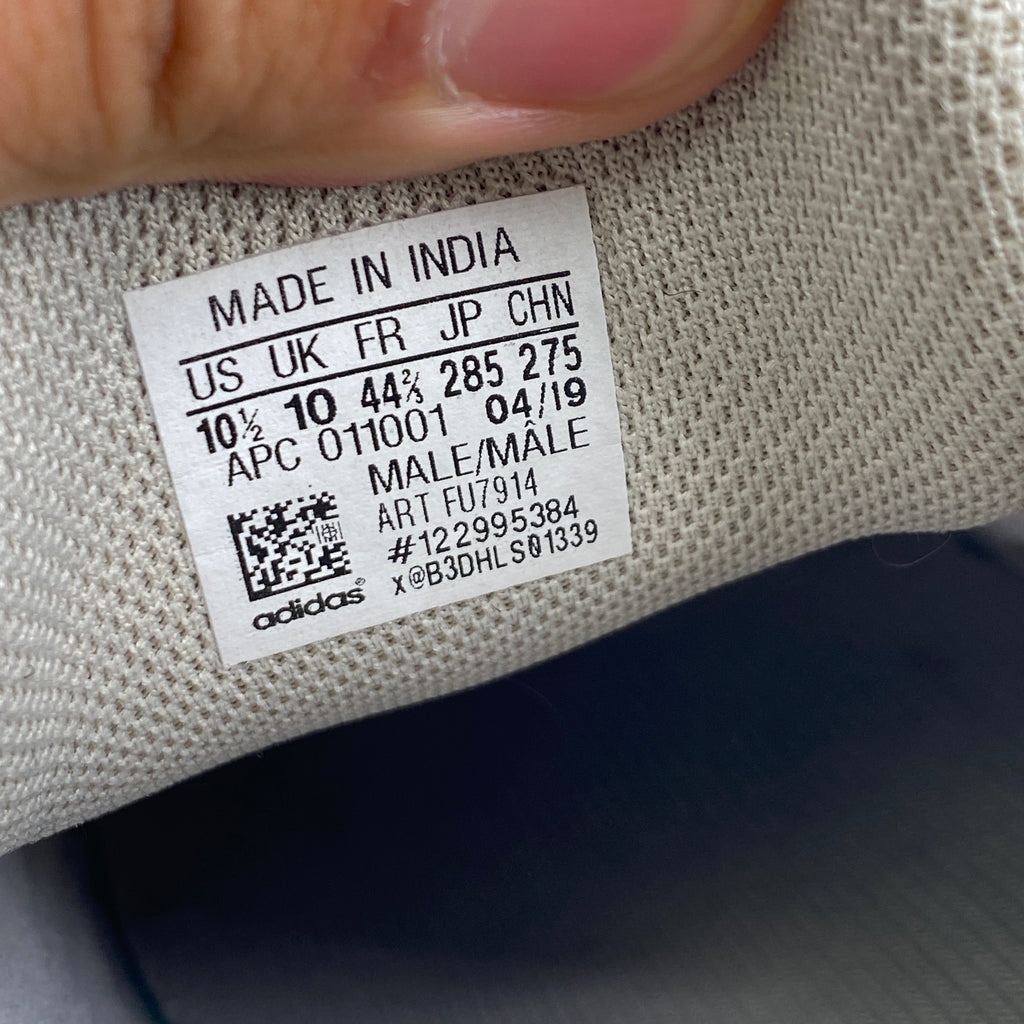 MADE IN INDIA
US UK FR JP CHN
10½ 10 44⅔ 285 275
APC 011001 04/19
MALE/MÂLE
ART FU7914
#122995384
x@B3DHLS01339
adidas®